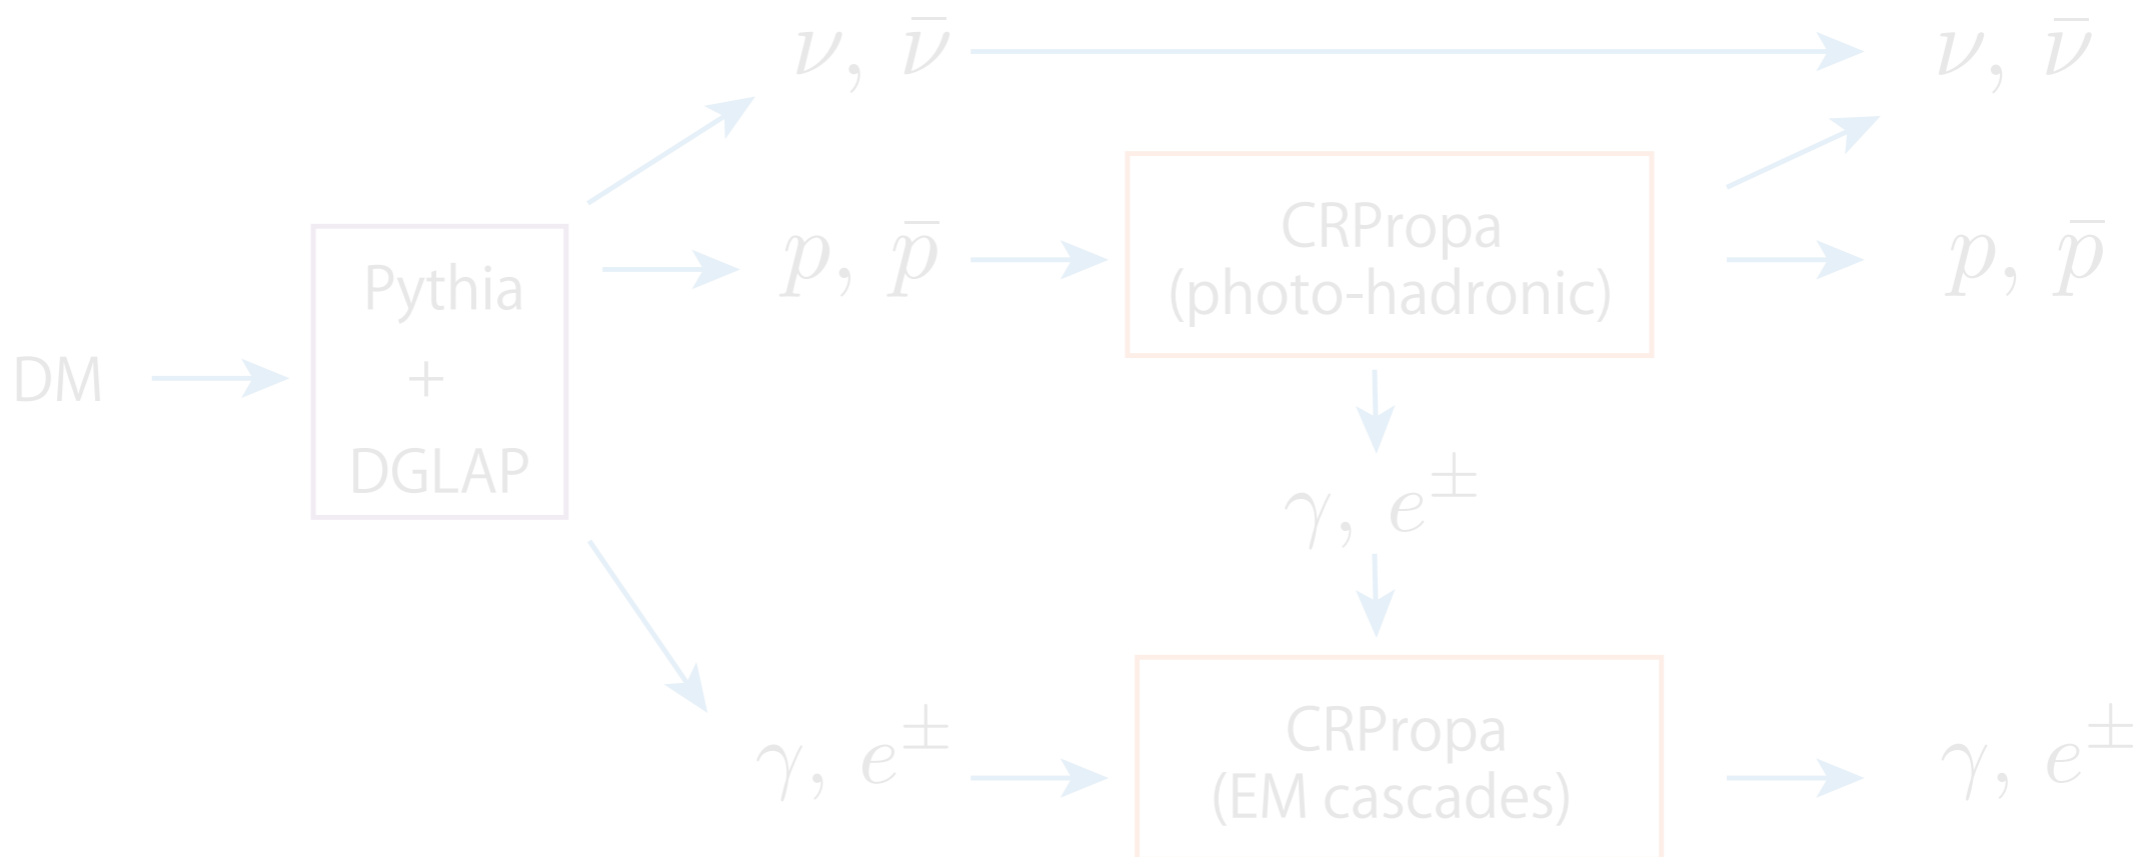 ν, ν̄
ν, ν̄
p, p̄
CRPropa
(photo-hadronic)
p, p̄
DM
Pythia
+
DGLAP
γ, e±
γ, e±
CRPropa
(EM cascades)
γ, e±